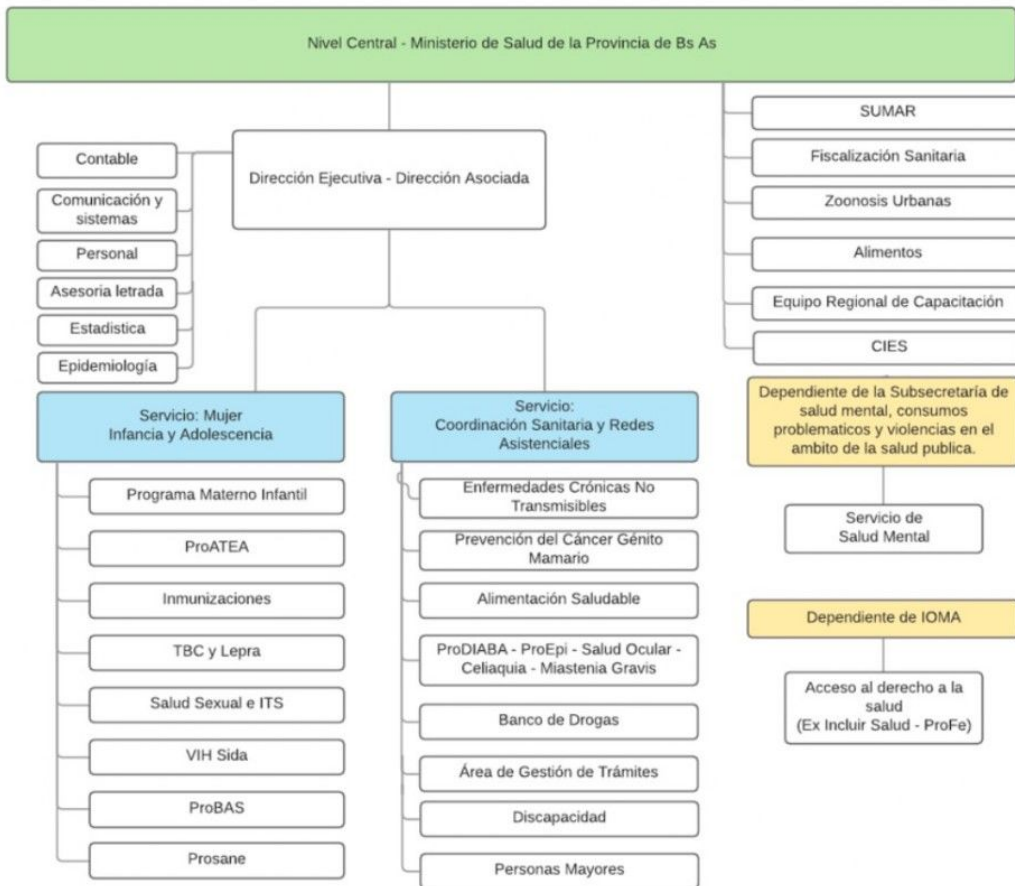 Nivel Central - Ministerio de Salud de la Provincia de Bs As
Dirección Ejecutiva - Dirección Asociada
Contable
Comunicación y
sistemas
Personal
Asesoria letrada
Estadistica
Epidemiología
SUMAR
Fiscalización Sanitaria
Zoonosis Urbanas
Alimentos
Equipo Regional de Capacitación
CIES
Servicio: Mujer
Infancia y Adolescencia
Programa Materno Infantil
ProATEA
Inmunizaciones
TBC y Lepra
Salud Sexual e ITS
VIH Sida
ProBAS
Prosane
Servicio:
Coordinación Sanitaria y Redes
Asistenciales
Enfermedades Crónicas No
Transmisibles
Prevención del Cáncer Génito
Mamario
Alimentación Saludable
ProDIABA - ProEpi - Salud Ocular -
Celiaquia - Miastenia Gravis
Banco de Drogas
Área de Gestión de Trámites
Discapacidad
Personas Mayores
Dependiente de la Subsecretaría de
salud mental, consumos
problematicos y violencias en el
ambito de la salud publica.
Servicio de
Salud Mental
Dependiente de IOMA
Acceso al derecho a la
salud
(Ex Incluir Salud - ProFe)